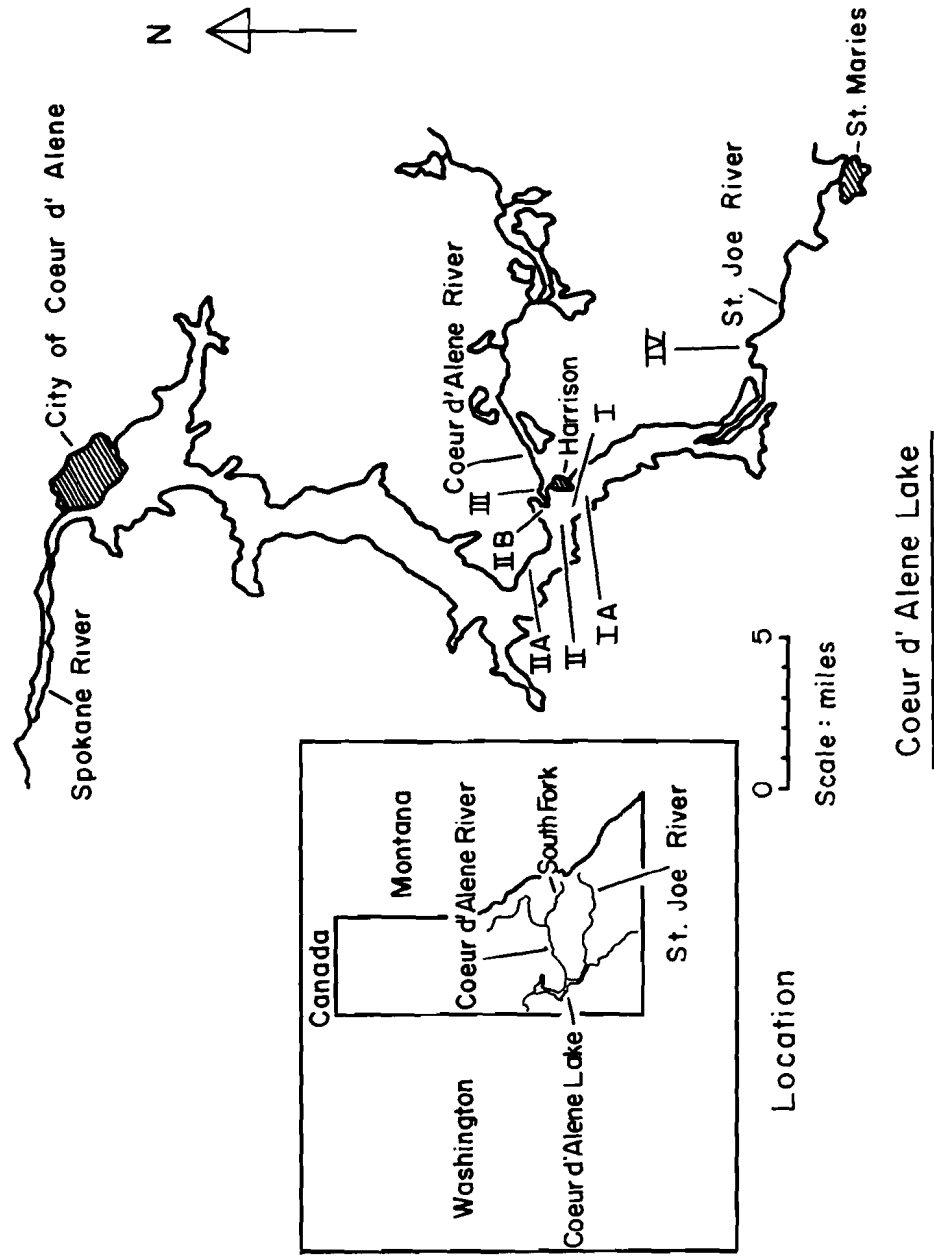 N
City of Coeur d' Alene
Spokane River
Coeur d'Alene River
III
Harrison
IIB
I
IV
St. Joe River
St. Maries
IIA
II
IA
0 5
Scale : miles
Canada
Montana
Washington
Coeur d'Alene River
South Fork
Coeur d'Alene Lake
St. Joe River
Location
Coeur d' Alene Lake